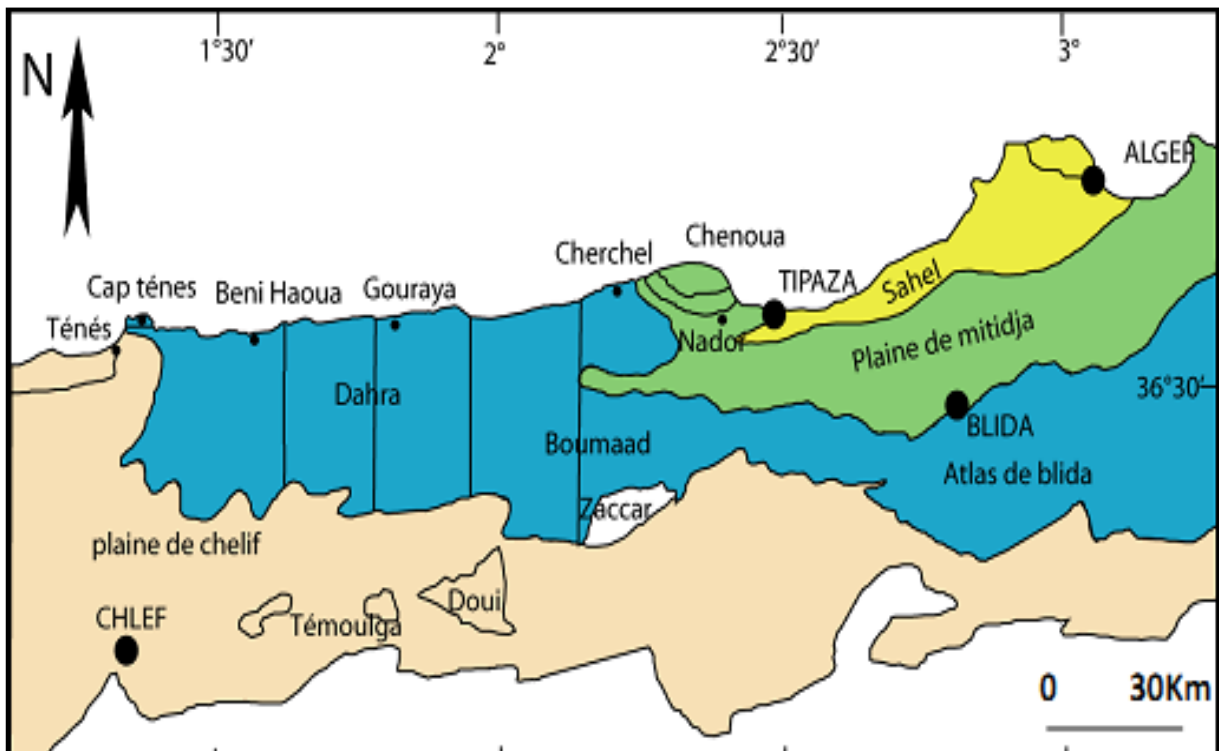 1°30'
2°
2°30'
3°
N
ALGER
Chenoua
Cherchel
TIPAZA
Sahel
Cap ténes
Beni Haoua
Gouraya
Ténés
Nador
Plaine de mitidja
36°30'
Dahra
BLIDA
Boumaad
Atlas de blida
Zaccar
plaine de chelif
Doui
CHLEF
Témoulga
0 30Km